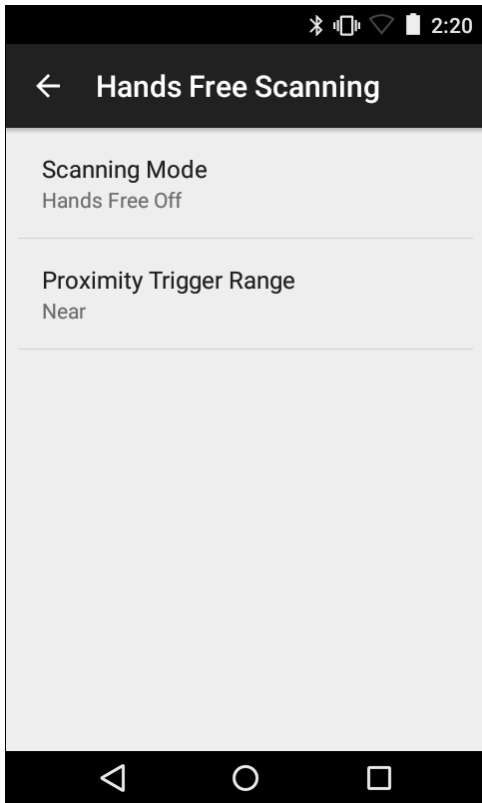 2:20
Hands Free Scanning
Scanning Mode
Hands Free Off
Proximity Trigger Range
Near